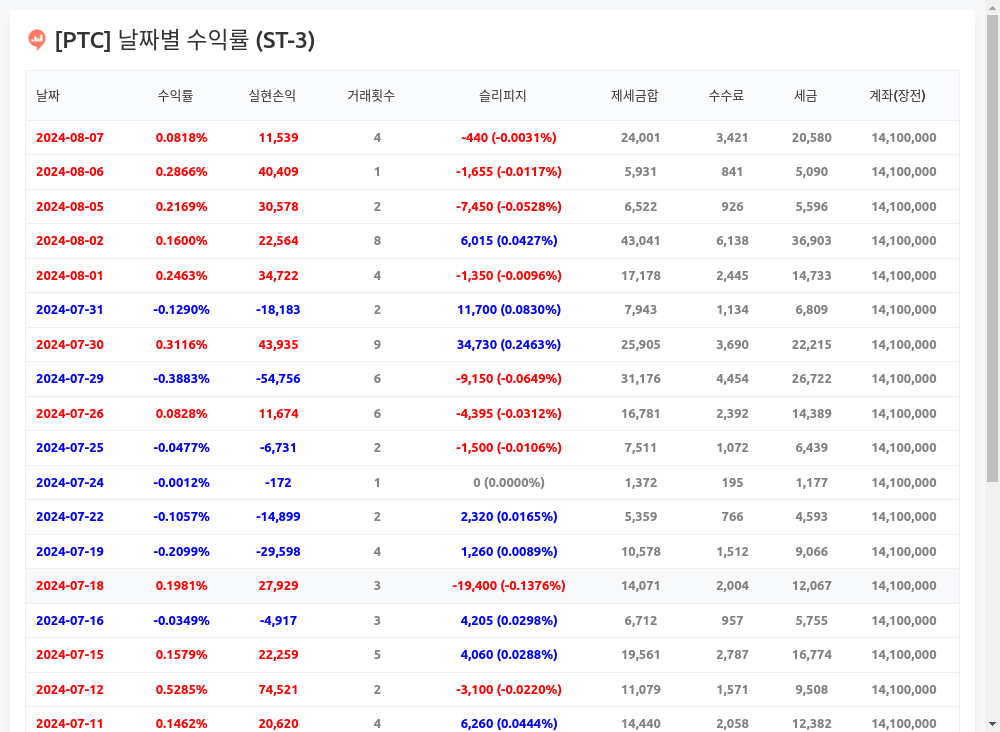 [PTC] 날짜별 수익률 (ST-3)
날짜 수익률 실현손익 거래횟수 슬리피지 제세금합 수수료 세금 계좌(장전)
2024-08-07 0.0818% 11,539 4 -440 (-0.0031%) 24,001 3,421 20,580 14,100,000
2024-08-06 0.2866% 40,409 1 -1,655 (-0.0117%) 5,931 841 5,090 14,100,000
2024-08-05 0.2169% 30,578 2 -7,450 (-0.0528%) 6,522 926 5,596 14,100,000
2024-08-02 0.1600% 22,564 8 6,015 (0.0427%) 43,041 6,138 36,903 14,100,000
2024-08-01 0.2463% 34,722 4 -1,350 (-0.0096%) 17,178 2,445 14,733 14,100,000
2024-07-31 -0.1290% -18,183 2 11,700 (0.0830%) 7,943 1,134 6,809 14,100,000
2024-07-30 0.3116% 43,935 9 34,730 (0.2463%) 25,905 3,690 22,215 14,100,000
2024-07-29 -0.3883% -54,756 6 -9,150 (-0.0649%) 31,176 4,454 26,722 14,100,000
2024-07-26 0.0828% 11,674 6 -4,395 (-0.0312%) 16,781 2,392 14,389 14,100,000
2024-07-25 -0.0477% -6,731 2 -1,500 (-0.0106%) 7,511 1,072 6,439 14,100,000
2024-07-24 -0.0012% -172 1 0 (0.0000%) 1,372 195 1,177 14,100,000
2024-07-22 -0.1057% -14,899 2 2,320 (0.0165%) 5,359 766 4,593 14,100,000
2024-07-19 -0.2099% -29,598 4 1,260 (0.0089%) 10,578 1,512 9,066 14,100,000
2024-07-18 0.1981% 27,929 3 -19,400 (-0.1376%) 14,071 2,004 12,067 14,100,000
2024-07-16 -0.0349% -4,917 3 4,205 (0.0298%) 6,712 957 5,755 14,100,000
2024-07-15 0.1579% 22,259 5 4,060 (0.0288%) 19,561 2,787 16,774 14,100,000
2024-07-12 0.5285% 74,521 2 -3,100 (-0.0220%) 11,079 1,571 9,508 14,100,000
2024-07-11 0.1462% 20,620 4 6,260 (0.0444%) 14,440 2,058 12,382 14,100,000